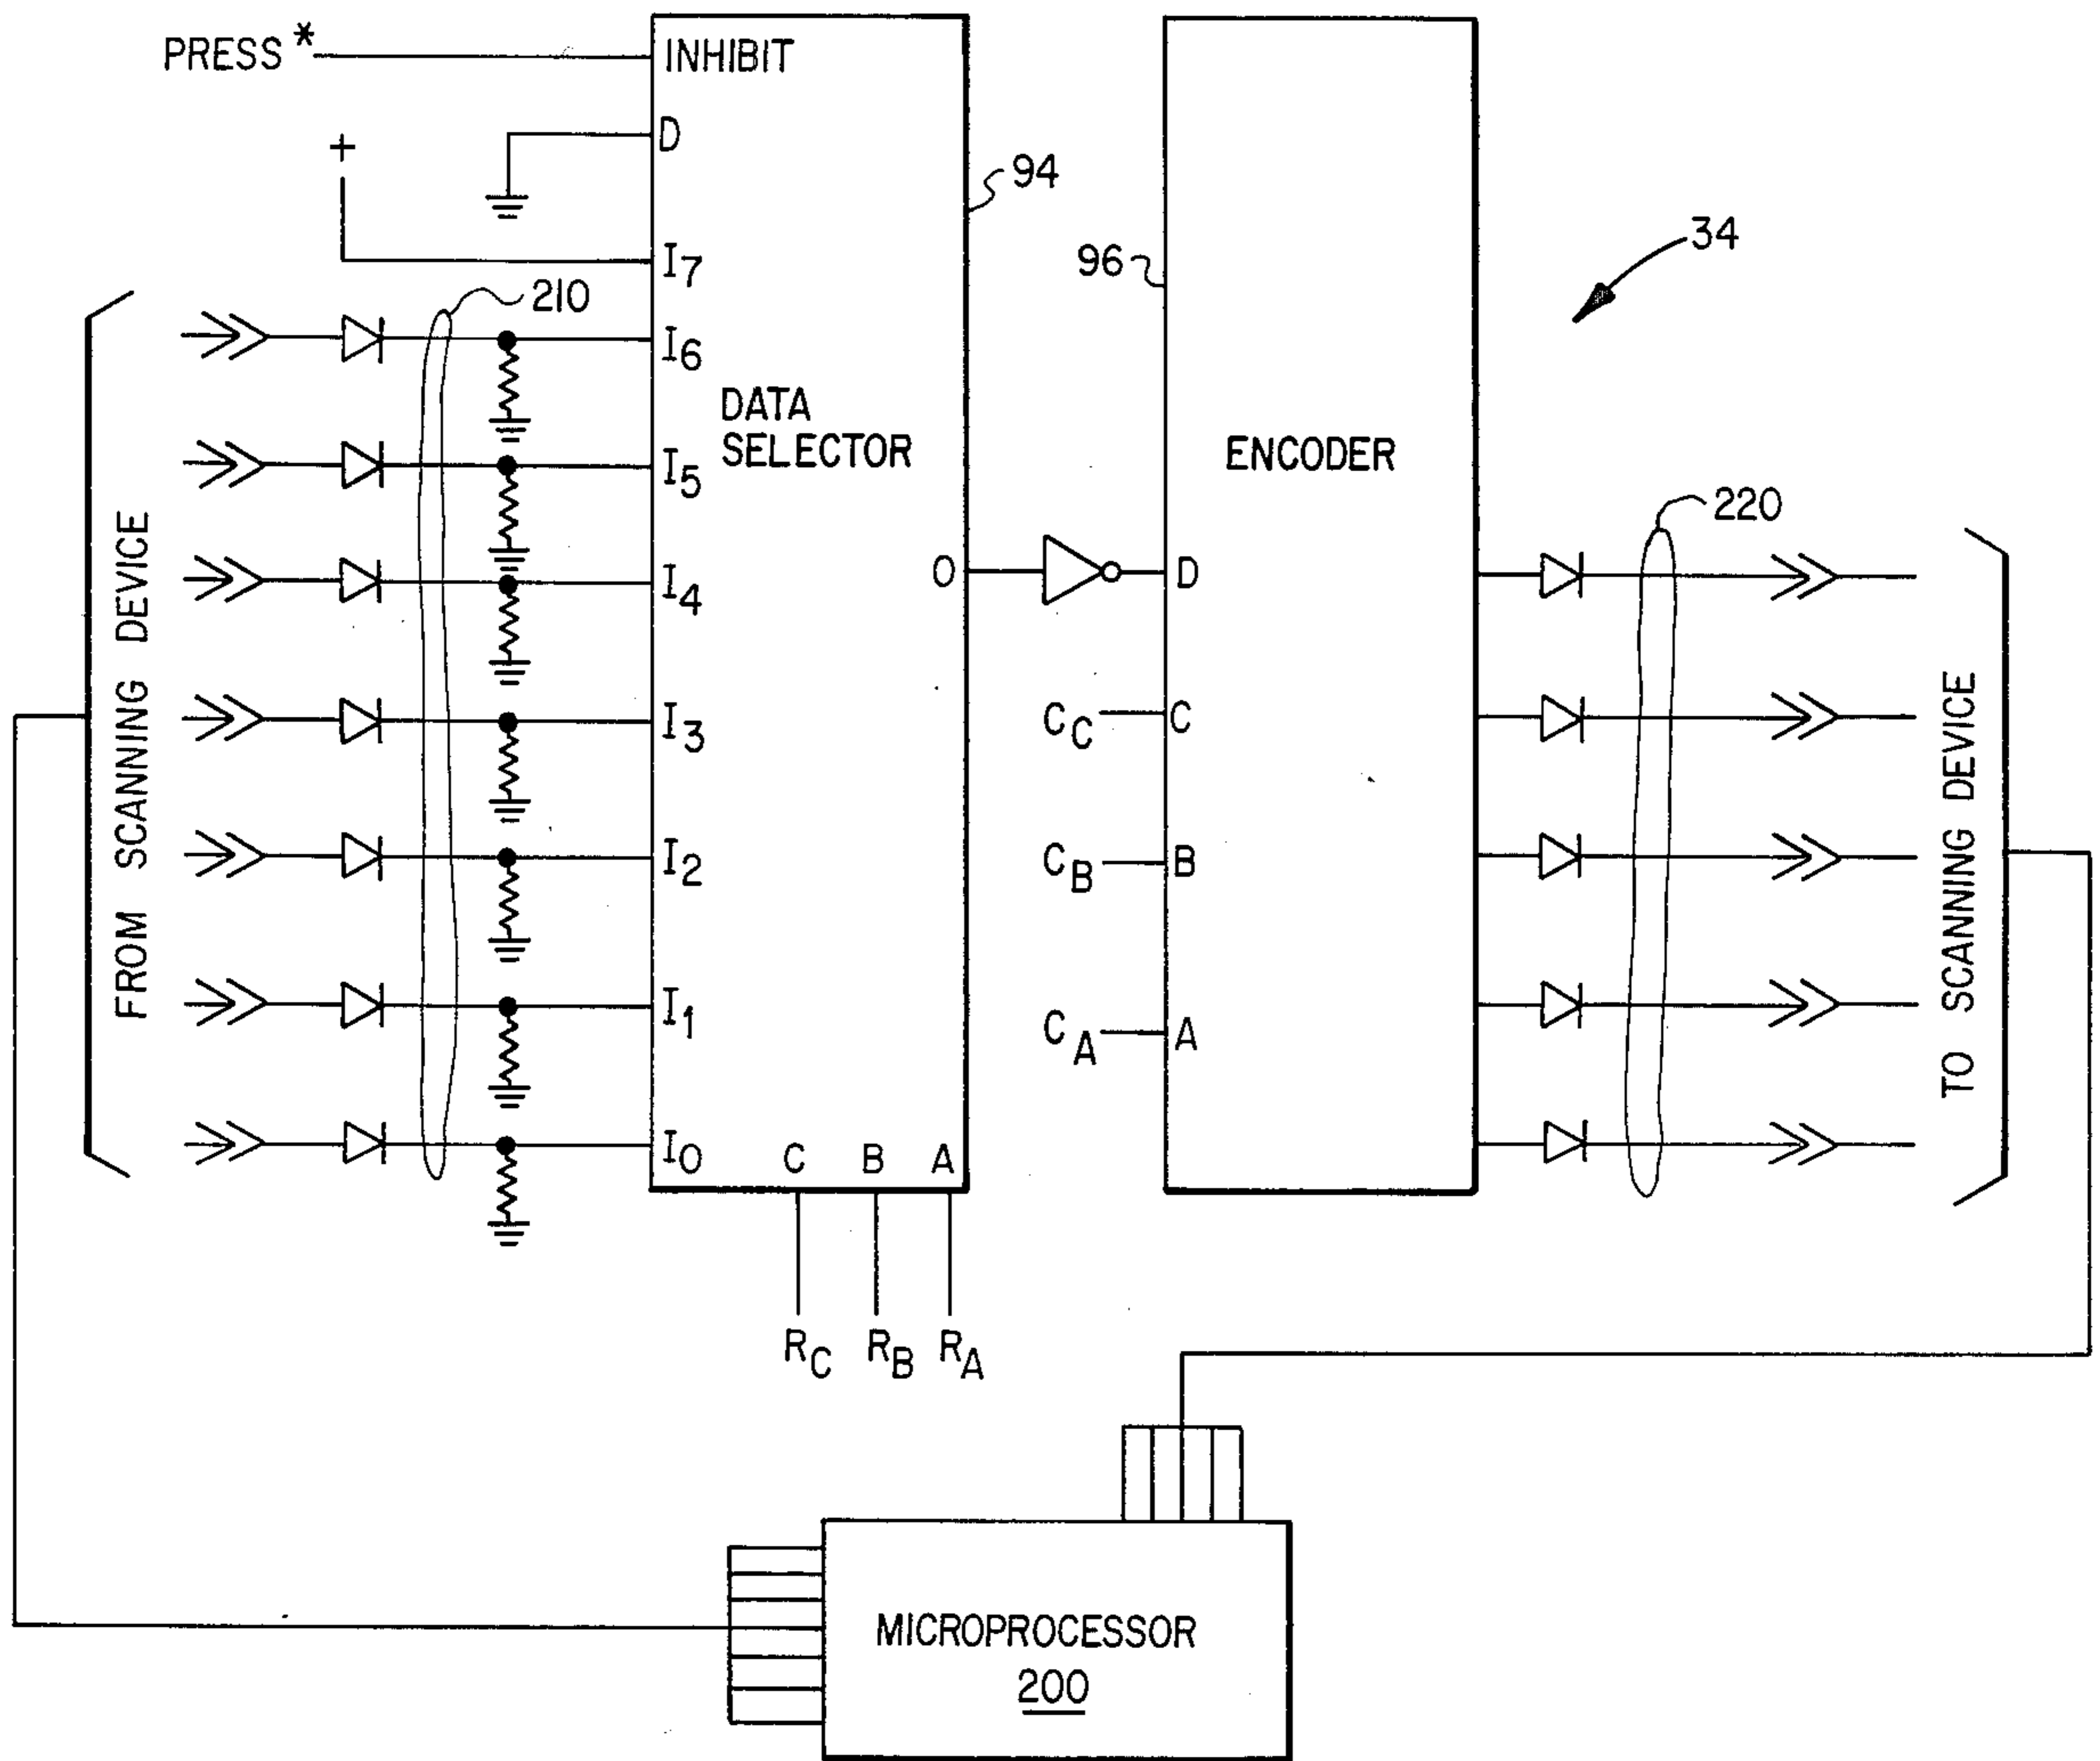 PRESS*
INHIBIT
D
+
94
I7
34
96
210
I6
DATA
SELECTOR
I5
ENCODER
220
I4
O
D
FROM SCANNING DEVICE
I3
CC
C
TO SCANNING DEVICE
I2
CB
B
I1
CA
A
I0
C B A
RC RB RA
MICROPROCESSOR
200